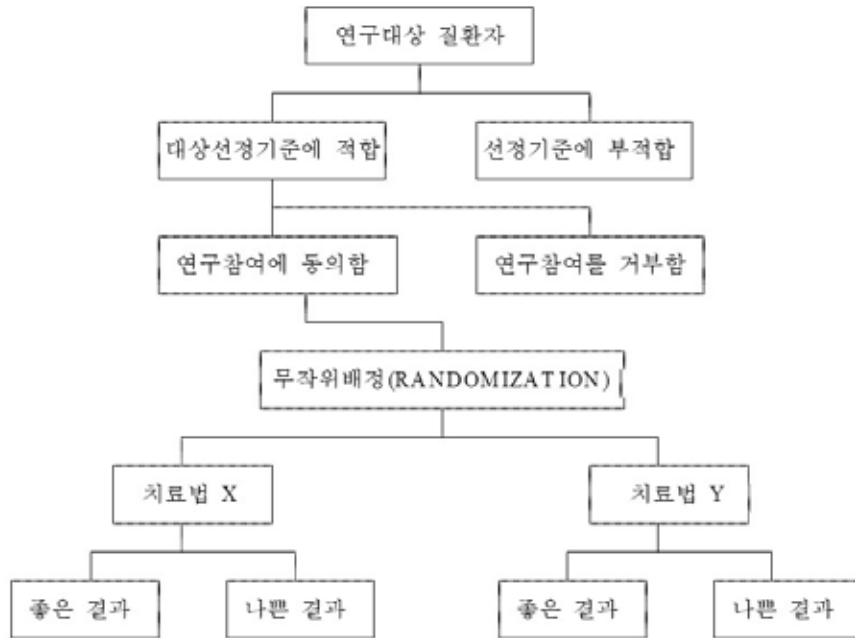 연구대상 질환자
대상선정기준에 적합
선정기준에 부적합
연구참여에 동의함
연구참여를 거부함
무작위배정(RANDOMIZATION)
치료법 X
치료법 Y
좋은 결과
나쁜 결과
좋은 결과
나쁜 결과